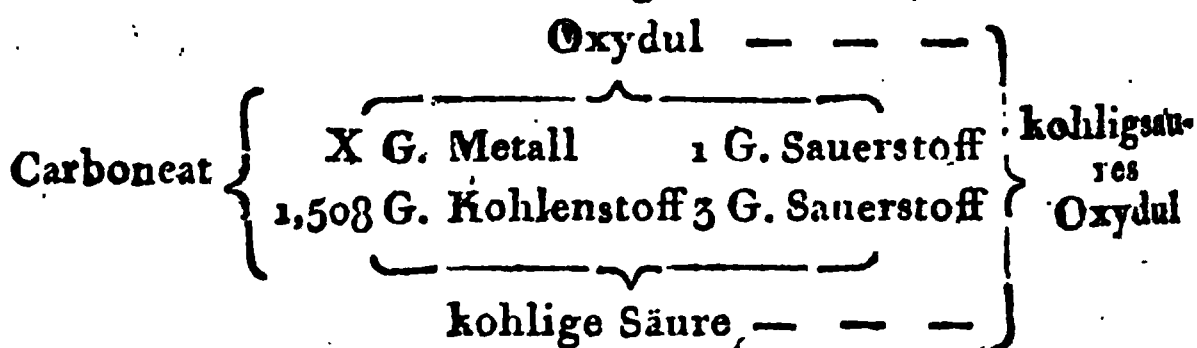 Oxydul — — —
X G. Metall 1 G. Sauerstoff
Carboneat
1,508 G. Kohlenstoff 3 G. Sauerstoff
kohligsau-
res
Oxydul
kohlige Säure — — —